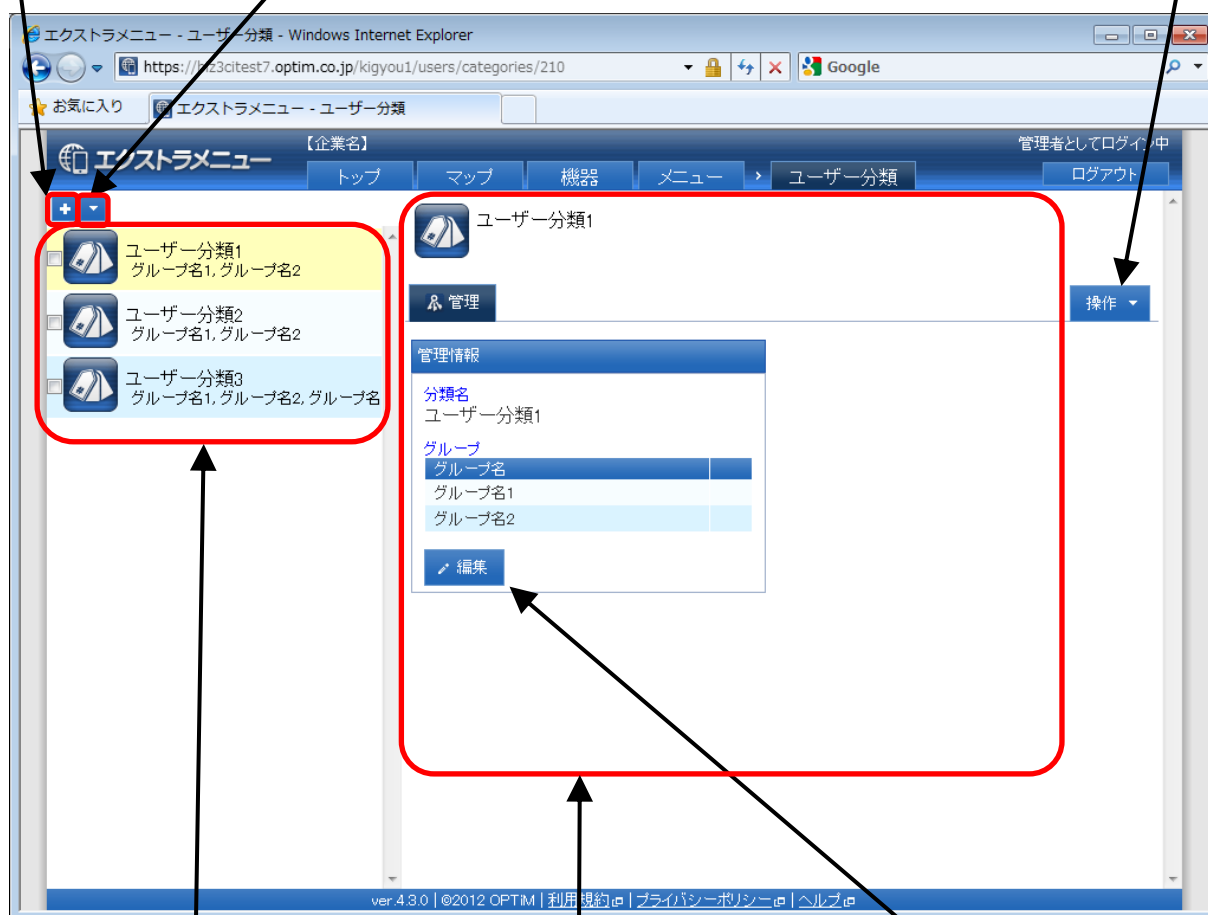 エクストラメニュー - ユーザー分類 - Windows Internet Explorer
https://biz3citest7.optim.co.jp/kigyou1/users/categories/210
Google
お気に入り
エクストラメニュー - ユーザー分類
エクストラメニュー
【企業名】
管理者としてログイン中
トップ
マップ
機器
メニュー
ユーザー分類
ログアウト
ユーザー分類1
グループ名1, グループ名2
ユーザー分類2
グループ名1, グループ名2
ユーザー分類3
グループ名1, グループ名2, グループ名
ユーザー分類1
管理
操作
管理情報
分類名
ユーザー分類1
グループ
グループ名
グループ名1
グループ名2
編集
ver.4.3.0 | ©2012 OPTiM | 利用規約 | プライバシーポリシー | ヘルプ